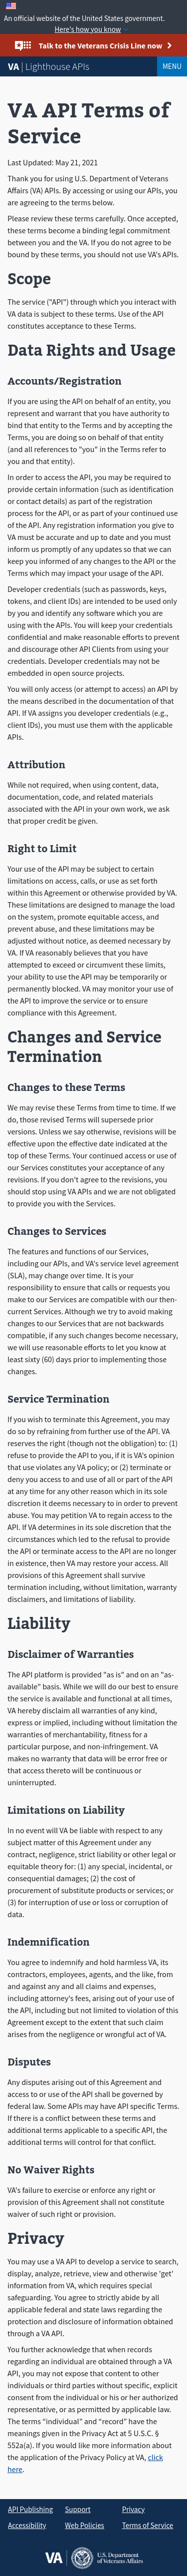 An official website of the United States government.
Here's how you know
Talk to the Veterans Crisis Line now
VA | Lighthouse APIs
MENU
VA API Terms of
Service
Last Updated: May 21, 2021
Thank you for using U.S. Department of Veterans
Affairs (VA) APIs. By accessing or using our APIs, you
are agreeing to the terms below.
Please review these terms carefully. Once accepted,
these terms become a binding legal commitment
between you and the VA. If you do not agree to be
bound by these terms, you should not use VA's APIs.
Scope
The service ("API") through which you interact with
VA data is subject to these terms. Use of the API
constitutes acceptance to these Terms.
Data Rights and Usage
Accounts/Registration
If you are using the API on behalf of an entity, you
represent and warrant that you have authority to
bind that entity to the Terms and by accepting the
Terms, you are doing so on behalf of that entity
(and all references to "you" in the Terms refer to
you and that entity).
In order to access the API, you may be required to
provide certain information (such as identification
or contact details) as part of the registration
process for the API, or as part of your continued use
of the API. Any registration information you give to
VA must be accurate and up to date and you must
inform us promptly of any updates so that we can
keep you informed of any changes to the API or the
Terms which may impact your usage of the API.
Developer credentials (such as passwords, keys,
tokens, and client IDs) are intended to be used only
by you and identify any software which you are
using with the APIs. You will keep your credentials
confidential and make reasonable efforts to prevent
and discourage other API Clients from using your
credentials. Developer credentials may not be
embedded in open source projects.
You will only access (or attempt to access) an API by
the means described in the documentation of that
API. If VA assigns you developer credentials (e.g.,
client IDs), you must use them with the applicable
APIs.
Attribution
While not required, when using content, data,
documentation, code, and related materials
associated with the API in your own work, we ask
that proper credit be given.
Right to Limit
Your use of the API may be subject to certain
limitations on access, calls, or use as set forth
within this Agreement or otherwise provided by VA.
These limitations are designed to manage the load
on the system, promote equitable access, and
prevent abuse, and these limitations may be
adjusted without notice, as deemed necessary by
VA. If VA reasonably believes that you have
attempted to exceed or circumvent these limits,
your ability to use the API may be temporarily or
permanently blocked. VA may monitor your use of
the API to improve the service or to ensure
compliance with this Agreement.
Changes and Service
Termination
Changes to these Terms
We may revise these Terms from time to time. If we
do, those revised Terms will supersede prior
versions. Unless we say otherwise, revisions will be
effective upon the effective date indicated at the
top of these Terms. Your continued access or use of
our Services constitutes your acceptance of any
revisions. If you don't agree to the revisions, you
should stop using VA APIs and we are not obligated
to provide you with the Services.
Changes to Services
The features and functions of our Services,
including our APIs, and VA's service level agreement
(SLA), may change over time. It is your
responsibility to ensure that calls or requests you
make to our Services are compatible with our then-
current Services. Although we try to avoid making
changes to our Services that are not backwards
compatible, if any such changes become necessary,
we will use reasonable efforts to let you know at
least sixty (60) days prior to implementing those
changes.
Service Termination
If you wish to terminate this Agreement, you may
do so by refraining from further use of the API. VA
reserves the right (though not the obligation) to: (1)
refuse to provide the API to you, if it is VA's opinion
that use violates any VA policy; or (2) terminate or
deny you access to and use of all or part of the API
at any time for any other reason which in its sole
discretion it deems necessary, including to prevent
abuse. You may petition VA to regain access to the
API. If VA determines in its sole discretion that the
circumstances which led to the refusal to provide
the API or terminate access to the API are no longer
in existence, then VA may restore your access. All
provisions of this Agreement shall survive
termination including, without limitation, warranty
disclaimers, and limitations of liability.
Liability
Disclaimer of Warranties
The API platform is provided "as is" and on an "as-
available" basis. While we will do our best to ensure
the service is available and functional at all times,
VA hereby disclaim all warranties of any kind,
express or implied, including without limitation the
warranties of merchantability, fitness for a
particular purpose, and non-infringement. VA
makes no warranty that data will be error free or
that access thereto will be continuous or
uninterrupted.
Limitations on Liability
In no event will VA be liable with respect to any
subject matter of this Agreement under any
contract, negligence, strict liability or other legal or
equitable theory for: (1) any special, incidental, or
consequential damages; (2) the cost of
procurement of substitute products or services; or
(3) for interruption of use or loss or corruption of
data.
Indemnification
You agree to indemnify and hold harmless VA, its
contractors, employees, agents, and the like, from
and against any and all claims and expenses,
including attorney's fees, arising out of your use of
the API, including but not limited to violation of this
Agreement except to the extent that such claim
arises from the negligence or wrongful act of VA.
Disputes
Any disputes arising out of this Agreement and
access to or use of the API shall be governed by
federal law. Some APIs may have API specific Terms.
If there is a conflict between these terms and
additional terms applicable to a specific API, the
additional terms will control for that conflict.
No Waiver Rights
VA's failure to exercise or enforce any right or
provision of this Agreement shall not constitute
waiver of such right or provision.
Privacy
You may use a VA API to develop a service to search,
display, analyze, retrieve, view and otherwise 'get'
information from VA, which requires special
safeguarding. You agree to strictly abide by all
applicable federal and state laws regarding the
protection and disclosure of information obtained
through a VA API.
You further acknowledge that when records
regarding an individual are obtained through a VA
API, you may not expose that content to other
individuals or third parties without specific, explicit
consent from the individual or his or her authorized
representative, or as permitted by applicable law.
The terms “individual” and “record” have the
meanings given in the Privacy Act at 5 U.S.C. §
552a(a). If you would like more information about
the application of the Privacy Policy at VA, click
here.
API Publishing
Support
Privacy
Accessibility
Web Policies
Terms of Service
VA
U.S. Department
of Veterans Affairs